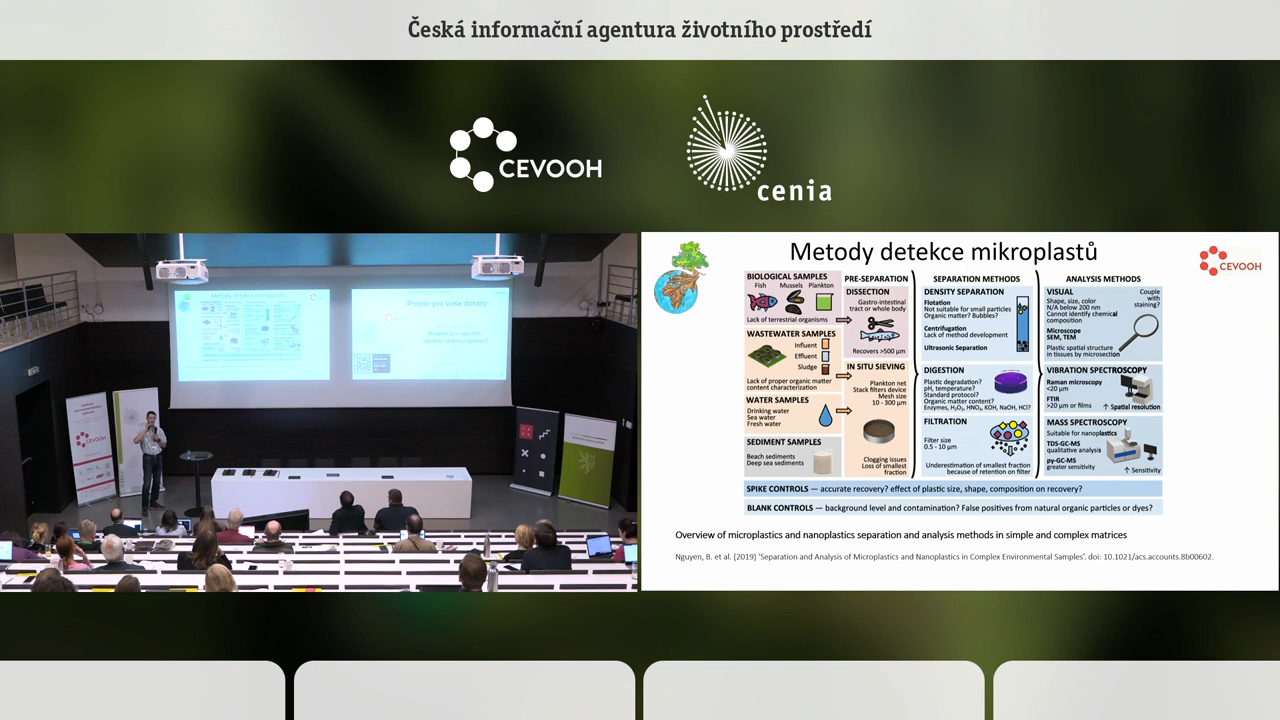 Česká informační agentura životního prostředí
CEVOOH
cenia
Metody detekce mikroplastů
Prostor pro Vaše dotazy
Metody detekce mikroplastů
CEVOOH
BIOLOGICAL SAMPLES
Fish Mussels Plankton
Lack of terrestrial organisms
WASTEWATER SAMPLES
Influent
Effluent
Sludge
Lack of proper organic matter
content characterization
WATER SAMPLES
Drinking water
Sea water
Fresh water
SEDIMENT SAMPLES
Beach sediments
Deep sea sediments
PRE-SEPARATION
DISSECTION
Gastro-intestinal
tract or whole body
Recovers >500 µm
IN SITU SIEVING
Plankton net
Stack filters device
Mesh size
10 - 300 µm
Clogging issues
Loss of smallest
fraction
SEPARATION METHODS
DENSITY SEPARATION
Flotation
Not suitable for small particles
Organic matter? Bubbles?
Centrifugation
Lack of method development
Ultrasonic Separation
DIGESTION
Plastic degradation?
pH, temperature?
Standard protocol?
Organic matter content?
Enzymes, H₂O₂, HNO₃, KOH, NaOH, HCl?
FILTRATION
Filter size
0.5 - 10 µm
Underestimation of smallest fraction
because of retention on filter
ANALYSIS METHODS
VISUAL
Shape, size, color
N/A below 200 nm
Cannot identify chemical
composition
Couple
with
staining?
Microscope
SEM, TEM
Plastic spatial structure
in tissues by microsection
VIBRATION SPECTROSCOPY
Raman microscopy
<20 µm
FTIR
>20 µm or films
↑ Spatial resolution
MASS SPECTROSCOPY
Suitable for nanoplastics
TDS-GC-MS
qualitative analysis
py-GC-MS
greater sensitivity
↑ Sensitivity
SPIKE CONTROLS — accurate recovery? effect of plastic size, shape, composition on recovery?
BLANK CONTROLS — background level and contamination? False positives from natural organic particles or dyes?
Overview of microplastics and nanoplastics separation and analysis methods in simple and complex matrices
Nguyen, B. et al. (2019) 'Separation and Analysis of Microplastics and Nanoplastics in Complex Environmental Samples'. doi: 10.1021/acs.accounts.8b00602.